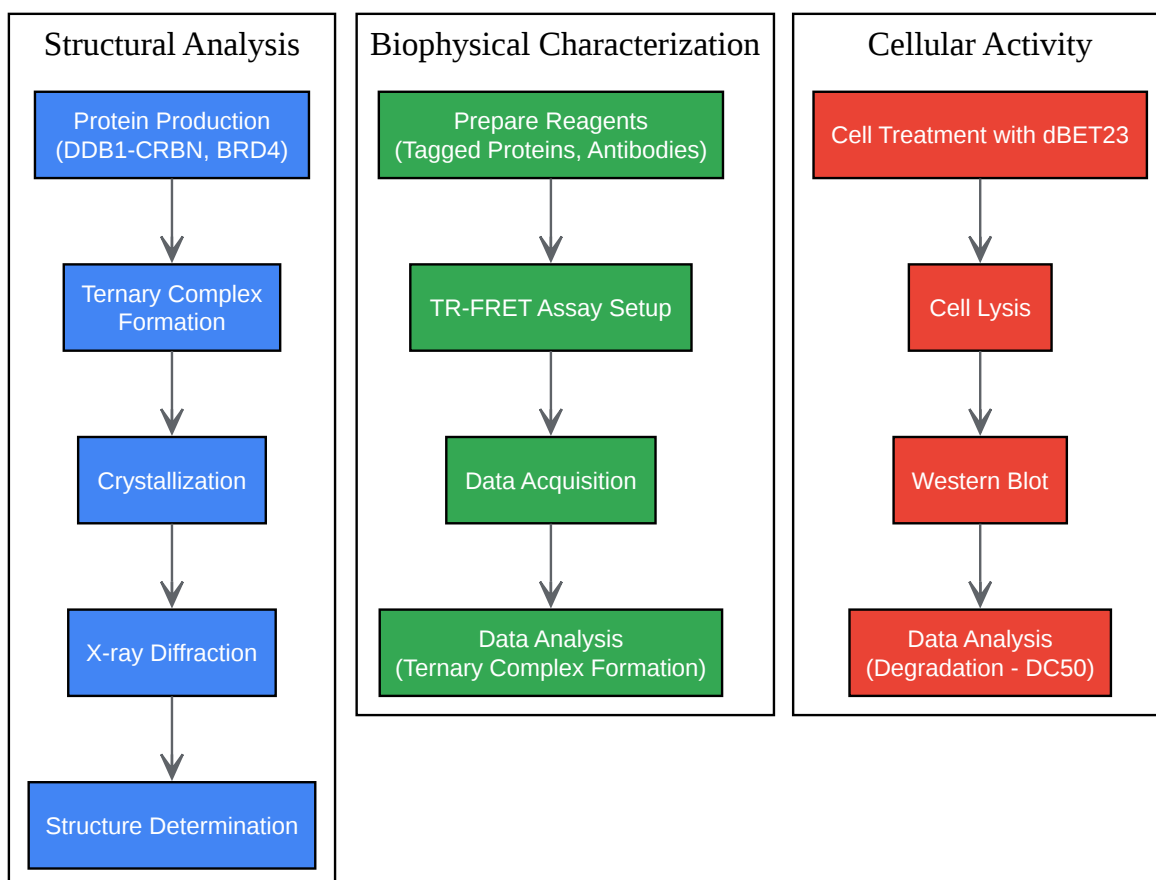 Structural Analysis
Protein Production
(DDB1-CRBN, BRD4)
Ternary Complex
Formation
Crystallization
X-ray Diffraction
Structure Determination
Biophysical Characterization
Prepare Reagents
(Tagged Proteins, Antibodies)
TR-FRET Assay Setup
Data Acquisition
Data Analysis
(Ternary Complex Formation)
Cellular Activity
Cell Treatment with dBET23
Cell Lysis
Western Blot
Data Analysis
(Degradation - DC50)